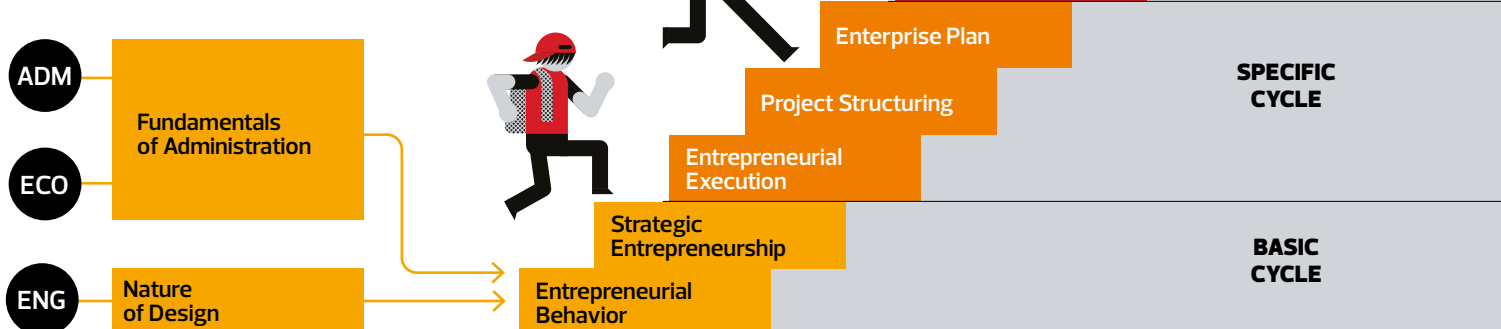 ADM
ECO
ENG
Fundamentals
of Administration
Nature
of Design
Enterprise Plan
Project Structuring
Entrepreneurial
Execution
Strategic
Entrepreneurship
Entrepreneurial
Behavior
SPECIFIC
CYCLE
BASIC
CYCLE